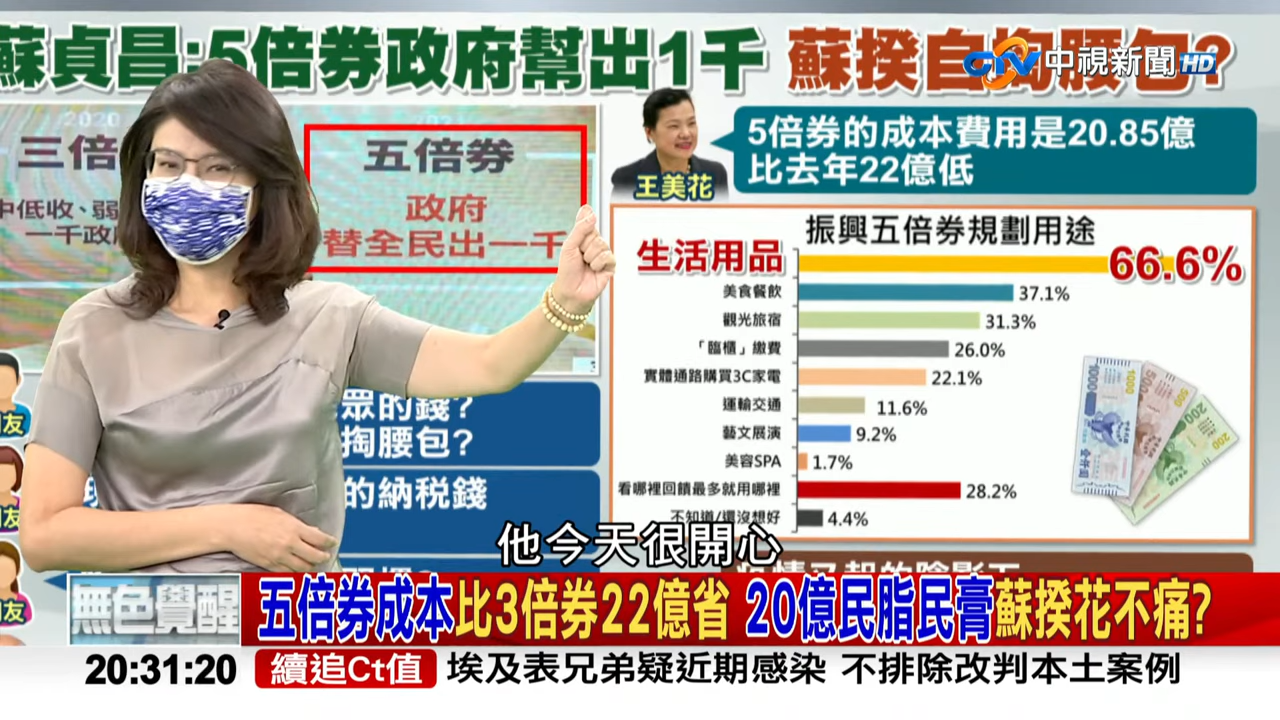 蘇貞昌:5倍券政府幫出1千 蘇揆自掏腰包?
CTV中視新聞HD
2020
三倍
中低收、弱
一千政府
五倍券
政府
替全民出一千
王美花
5倍券的成本費用是20.85億
比去年22億低
振興五倍券規劃用途
生活用品 66.6%
美食餐飲 37.1%
觀光旅宿 31.3%
「臨櫃」繳費 26.0%
實體通路購買3C家電 22.1%
運輸交通 11.6%
藝文展演 9.2%
美容SPA 1.7%
看哪裡回饋最多就用哪裡 28.2%
不知道/還沒想好 4.4%
1000
500
200
眾的錢?
掏腰包?
的納稅錢
友
他今天很開心
無色覺醒
五倍券成本比3倍券22億省 20億民脂民膏蘇揆花不痛?
20:31:20
續追Ct值
埃及表兄弟疑近期感染 不排除改判本土案例